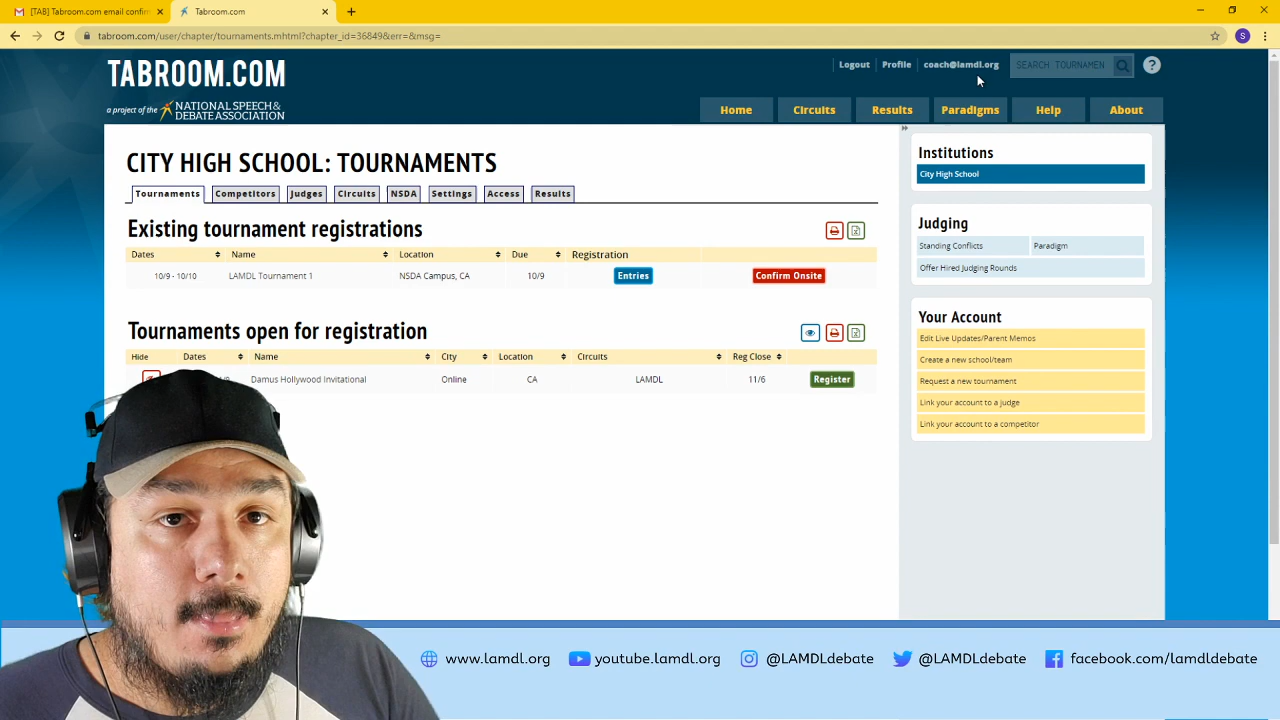 [TAB] Tabroom.com email confirm
Tabroom.com
tabroom.com/user/chapter/tournaments.mhtml?chapter_id=36849&err=&msg=
S
TABROOM.COM
a project of the NATIONAL SPEECH & DEBATE ASSOCIATION
Logout Profile coach@lamdl.org SEARCH TOURNAMEN ?
Home Circuits Results Paradigms Help About
CITY HIGH SCHOOL: TOURNAMENTS
Tournaments Competitors Judges Circuits NSDA Settings Access Results
Existing tournament registrations
Dates Name Location Due Registration
10/9 - 10/10 LAMDL Tournament 1 NSDA Campus, CA 10/9 Entries Confirm Onsite
Tournaments open for registration
Hide Dates Name City Location Circuits Reg Close
Damus Hollywood Invitational Online CA LAMDL 11/6 Register
Institutions
City High School
Judging
Standing Conflicts Paradigm
Offer Hired Judging Rounds
Your Account
Edit Live Updates/Parent Memos
Create a new school/team
Request a new tournament
Link your account to a judge
Link your account to a competitor
www.lamdl.org youtube.lamdl.org @LAMDLdebate @LAMDLdebate facebook.com/lamdldebate